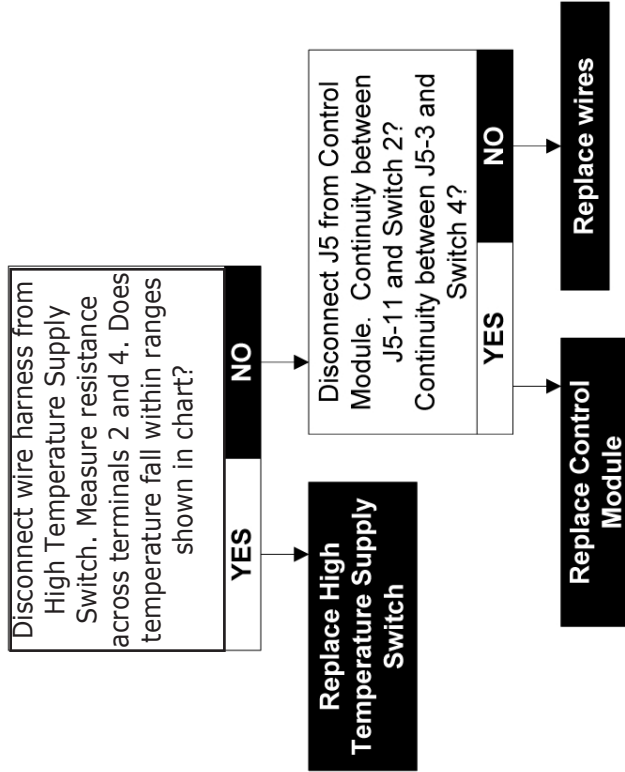 Disconnect wire harness from
High Temperature Supply
Switch. Measure resistance
across terminals 2 and 4. Does
temperature fall within ranges
shown in chart?
YES
NO
Replace High
Temperature Supply
Switch
Disconnect J5 from Control
Module. Continuity between
J5-11 and Switch 2?
Continuity between J5-3 and
Switch 4?
YES
NO
Replace Control
Module
Replace wires